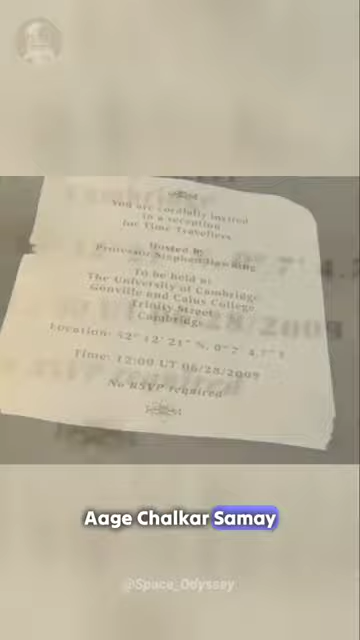 You are cordially invited
to a reception
for Time Travellers
Hosted by
Professor Stephen Hawking
To be held at
The University of Cambridge
Gonville and Caius College
Trinity Street
Cambridge
Location: 52° 12' 21" N, 0° 7' 4.7" E
Time: 12:00 UT 06/28/2009
No RSVP required
Aage Chalkar Samay
@Space_Odyssey